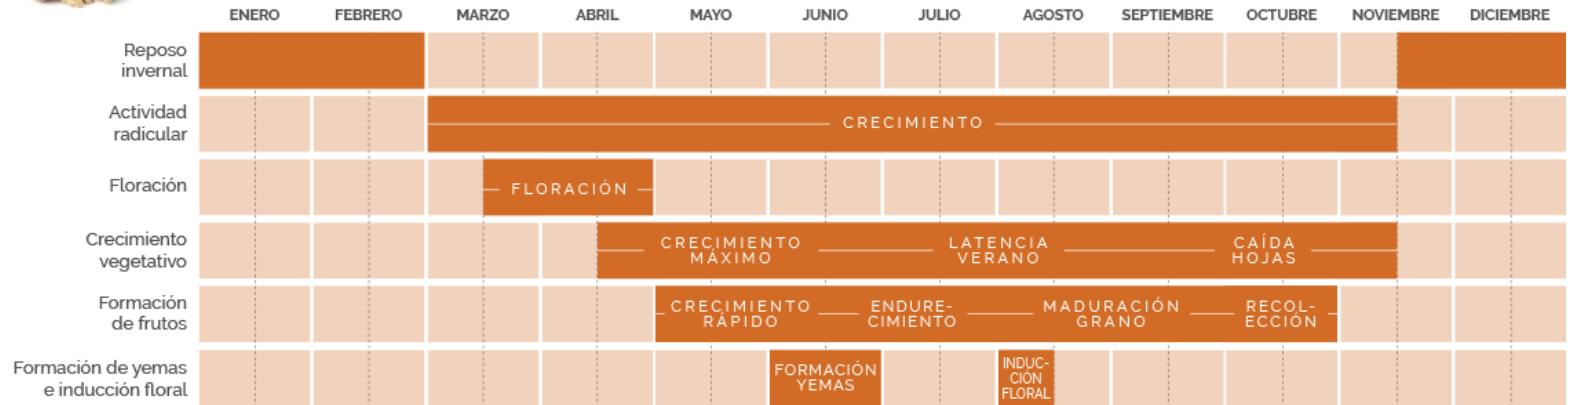 ENERO FEBRERO MARZO ABRIL MAYO JUNIO JULIO AGOSTO SEPTIEMBRE OCTUBRE NOVIEMBRE DICIEMBRE
Reposo
invernal
Actividad
radicular
CRECIMIENTO
Floración
FLORACIÓN
Crecimiento
vegetativo
CRECIMIENTO
MÁXIMO
LATENCIA
VERANO
CAÍDA
HOJAS
Formación
de frutos
CRECIMIENTO
RÁPIDO
ENDURE-
CIMIENTO
MADURACIÓN
GRANO
RECOL-
ECCIÓN
Formación de yemas
e inducción floral
FORMACIÓN
YEMAS
INDUC-
CIÓN
FLORAL